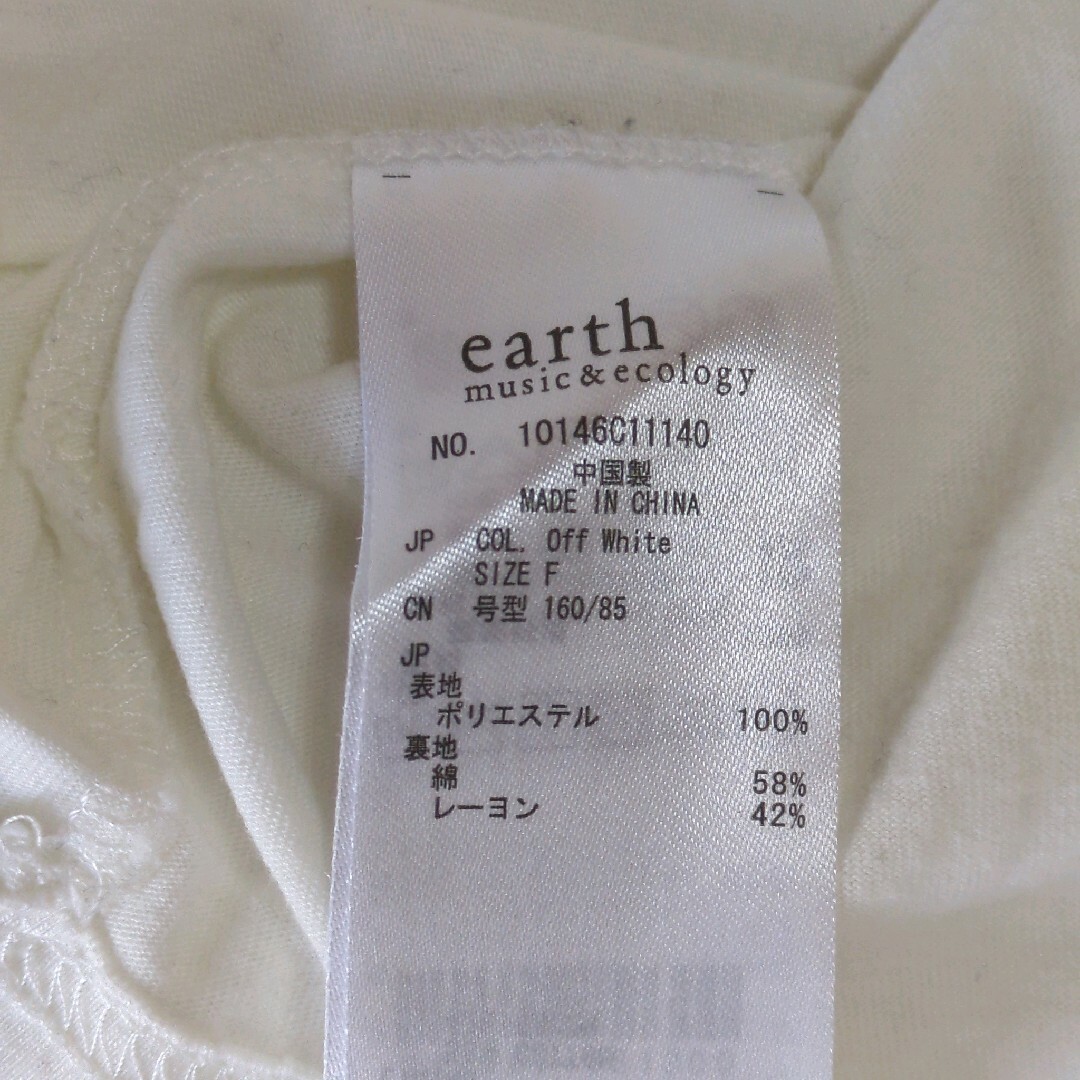 earth
music & ecology
NO. 10146C11140
中国製
MADE IN CHINA
JP COL. Off White
SIZE F
CN 号型 160/85
JP
表地
ポリエステル 100%
裏地
綿 58%
レーヨン 42%